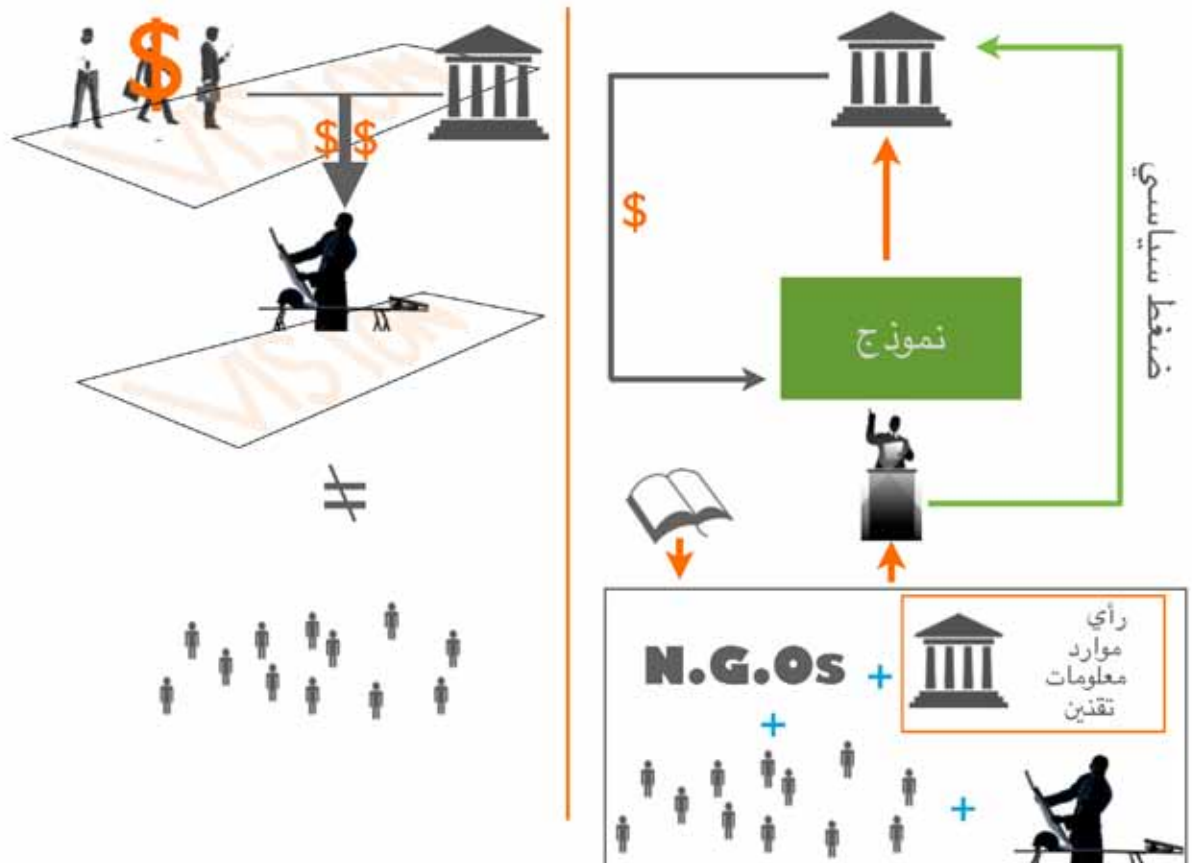 $
VISION
$ $
VISION
$
ضغط سياسي
نموذج
N.G.Os
+
رأي
موارد
معلومات
تقنين
+
+
≠